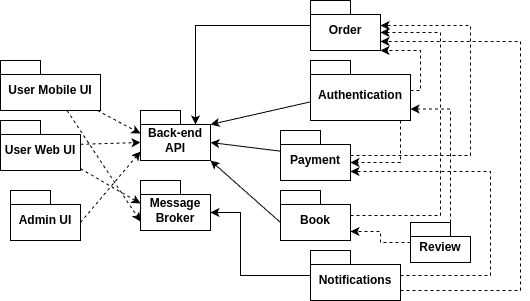 Order
User Mobile UI
Authentication
Back-end
API
User Web UI
Payment
Message
Broker
Admin UI
Book
Review
Notifications